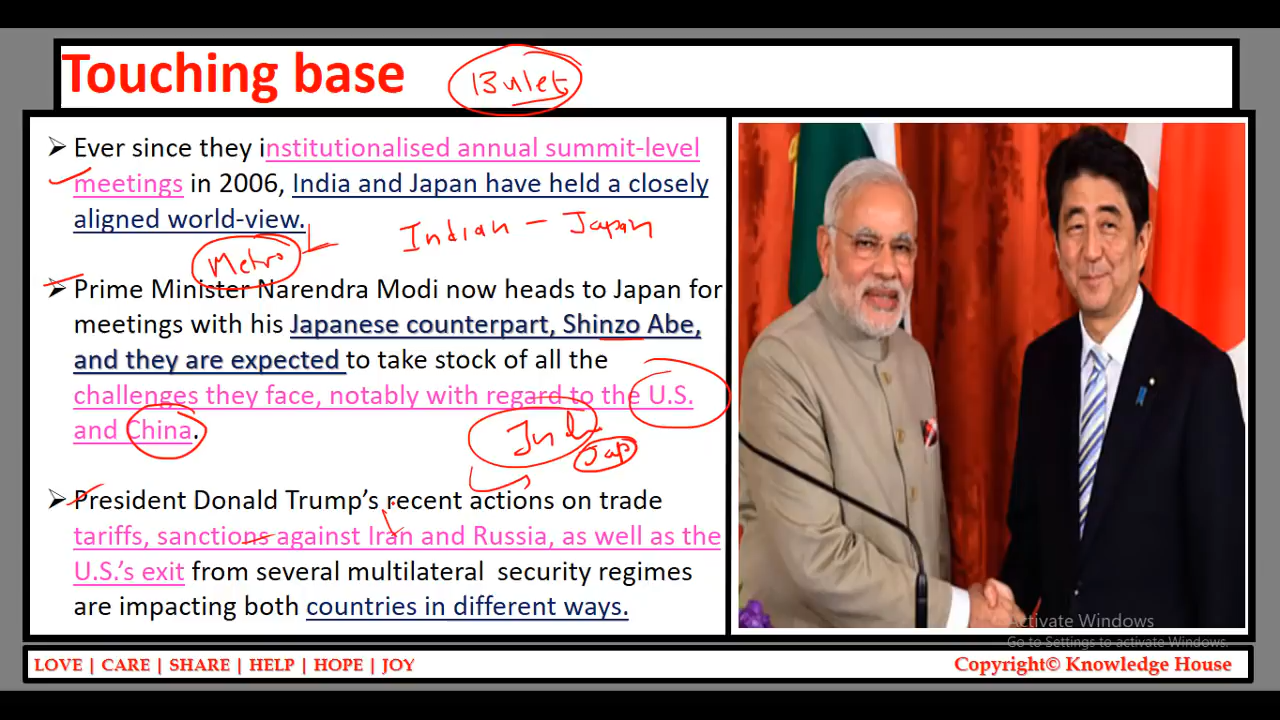 Touching base
Bulet
➢ Ever since they institutionalised annual summit-level
meetings in 2006, India and Japan have held a closely
aligned world-view.
Indian - Japan
Metro
➢ Prime Minister Narendra Modi now heads to Japan for
meetings with his Japanese counterpart, Shinzo Abe,
and they are expected to take stock of all the
challenges they face, notably with regard to the U.S.
and China.
Jap
➢ President Donald Trump’s recent actions on trade
tariffs, sanctions against Iran and Russia, as well as the
U.S.’s exit from several multilateral security regimes
are impacting both countries in different ways.
Activate Windows
Go to Settings to activate Windows.
LOVE | CARE | SHARE | HELP | HOPE | JOY
Copyright© Knowledge House